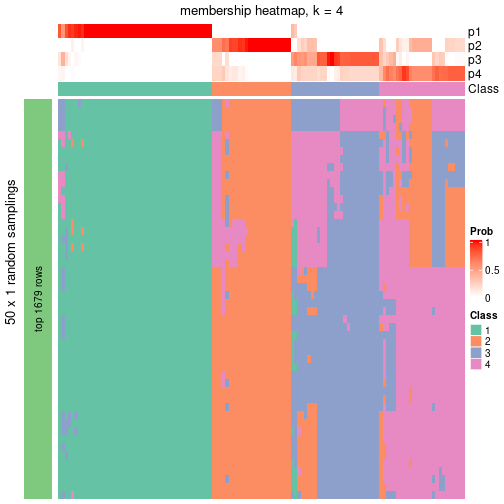 membership heatmap, k = 4
p1
p2
p3
p4
Class
50 x 1 random samplings
top 1679 rows
Prob
1
0.5
0
Class
1
2
3
4